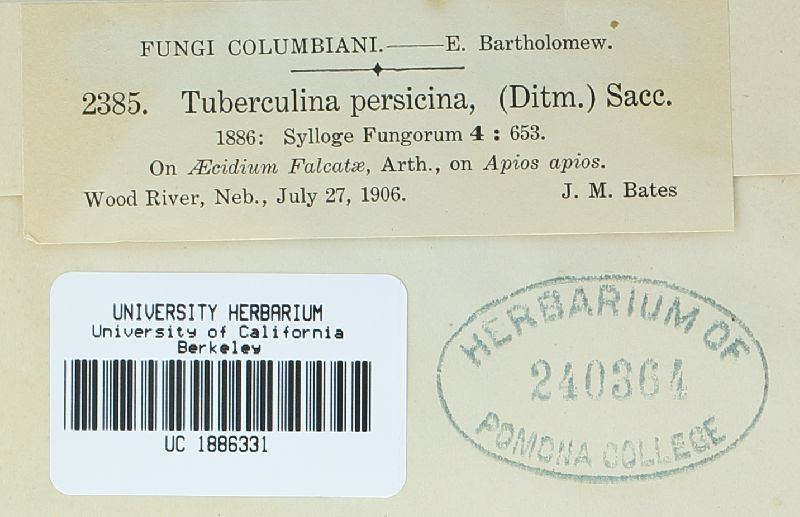 FUNGI COLUMBIANI.——E. Bartholomew.
2385. Tuberculina persicina, (Ditm.) Sacc.
1886: Sylloge Fungorum 4 : 653.
On Æcidium Falcatæ, Arth., on Apios apios.
Wood River, Neb., July 27, 1906. J. M. Bates
UNIVERSITY HERBARIUM
University of California
Berkeley
UC 1886331
HERBARIUM OF
240364
POMONA COLLEGE